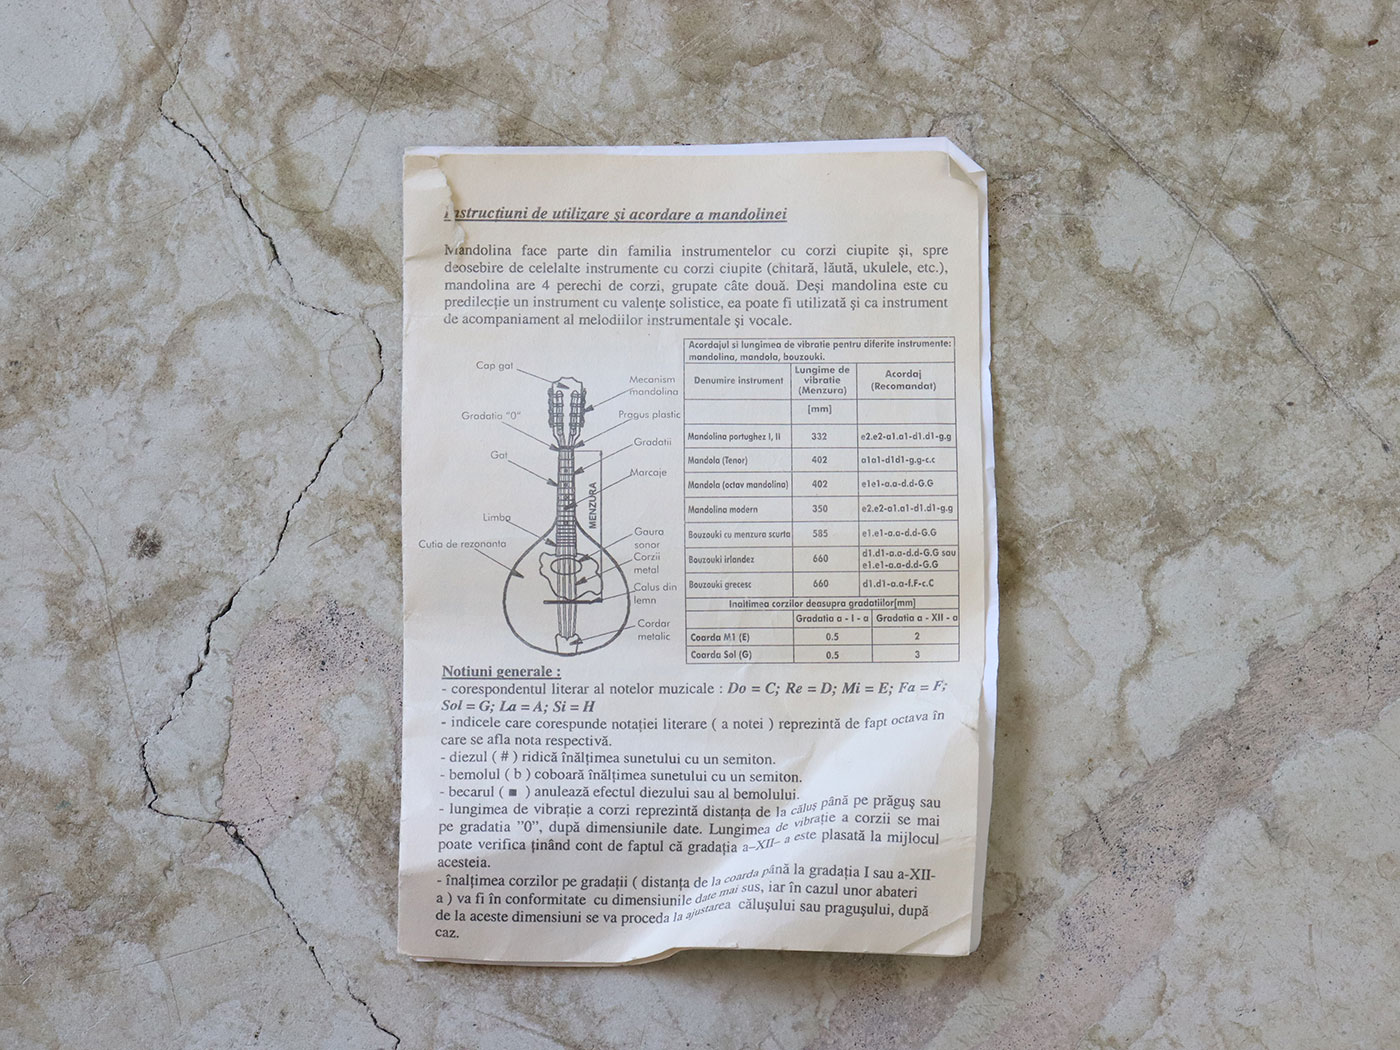 Instrucțiuni de utilizare și acordare a mandolinei
Mandolina face parte din familia instrumentelor cu corzi ciupite și, spre
deosebire de celelalte instrumente cu corzi ciupite (chitară, lăută, ukulele, etc.),
mandolina are 4 perechi de corzi, grupate câte două. Deși mandolina este cu
predilecție un instrument cu valențe solistice, ea poate fi utilizată și ca instrument
de acompaniament al melodiilor instrumentale și vocale.
Cap gat
Mecanism
mandolina
Gradatia "0"
Pragus plastic
Gradatii
Gat
Marcaje
MENZURA
Limba
Cutia de rezonanta
Gaura
sonor
Corzii
metal
Calus din
lemn
Cordar
metalic
Acordajul si lungimea de vibratie pentru diferite instrumente:
mandolina, mandola, bouzouki.
Denumire instrument
Lungime de
vibratie
(Menzura)
Acordaj
(Recomandat)
[mm]
Mandolina portughez I, II 332 e2.e2-a1.a1-d1.d1-g.g
Mandola (Tenor) 402 a1a1-d1d1-g.g-c.c
Mandola (octav mandolina) 402 e1e1-a.a-d.d-G.G
Mandolina modern 350 e2.e2-a1.a1-d1.d1-g.g
Bouzouki cu menzura scurta 585 e1.e1-a.a-d.d-G.G
Bouzouki irlandez 660 d1.d1-a.a-d.d-G.G sau
e1.e1-a.a-d.d-G.G
Bouzouki grecesc 660 d1.d1-a.a-f.F-c.C
Inaltimea corzilor deasupra gradatiilor[mm]
Gradatia a - I - a Gradatia a - XII - a
Coarda M1 (E) 0.5 2
Coarda Sol (G) 0.5 3
Notiuni generale :
- corespondentul literar al notelor muzicale : Do = C; Re = D; Mi = E; Fa = F;
Sol = G; La = A; Si = H
- indicele care corespunde notației literare ( a notei ) reprezintă de fapt octava în
care se afla nota respectivă.
- diezul ( # ) ridică înălțimea sunetului cu un semiton.
- bemolul ( b ) coboară înălțimea sunetului cu un semiton.
- becarul ( ■ ) anulează efectul diezului sau al bemolului.
- lungimea de vibrație a corzi reprezintă distanța de la căluș până pe prăguș sau
pe gradatia ”0”, după dimensiunile date. Lungimea de vibrație a corzii se mai
poate verifica ținând cont de faptul că gradația a–XII– a este plasată la mijlocul
acesteia.
- înalțimea corzilor pe gradații ( distanța de la coarda până la gradația I sau a-XII-
a ) va fi în conformitate cu dimensiunile date mai sus, iar în cazul unor abateri
de la aceste dimensiuni se va proceda la ajustarea călușului sau pragușului, după
caz.